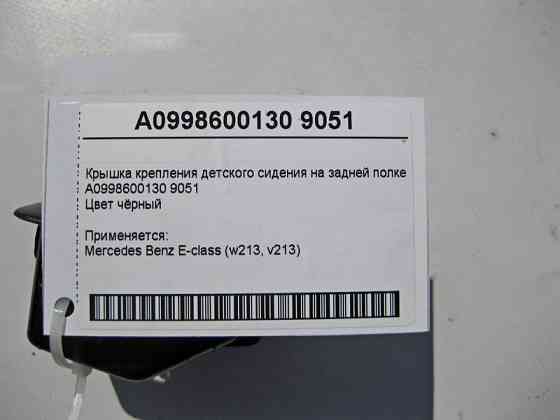 A0998600130 9051
Крышка крепления детского сидения на задней полке
A0998600130 9051
Цвет чёрный
Применяется:
Mercedes Benz E-class (w213, v213)